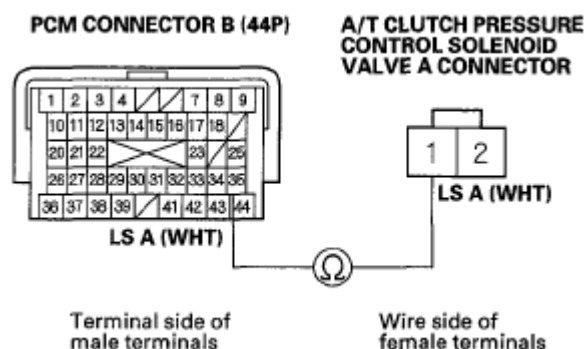 PCM CONNECTOR B (44P)
A/T CLUTCH PRESSURE
CONTROL SOLENOID
VALVE A CONNECTOR
1 2 3 4 7 8 9
10 11 12 13 14 15 16 17 18
20 21 22 23 25
26 27 28 29 30 31 32 33 34 35
36 37 38 39 41 42 43 44
LS A (WHT)
1 2
LS A (WHT)
Ω
Terminal side of
male terminals
Wire side of
female terminals